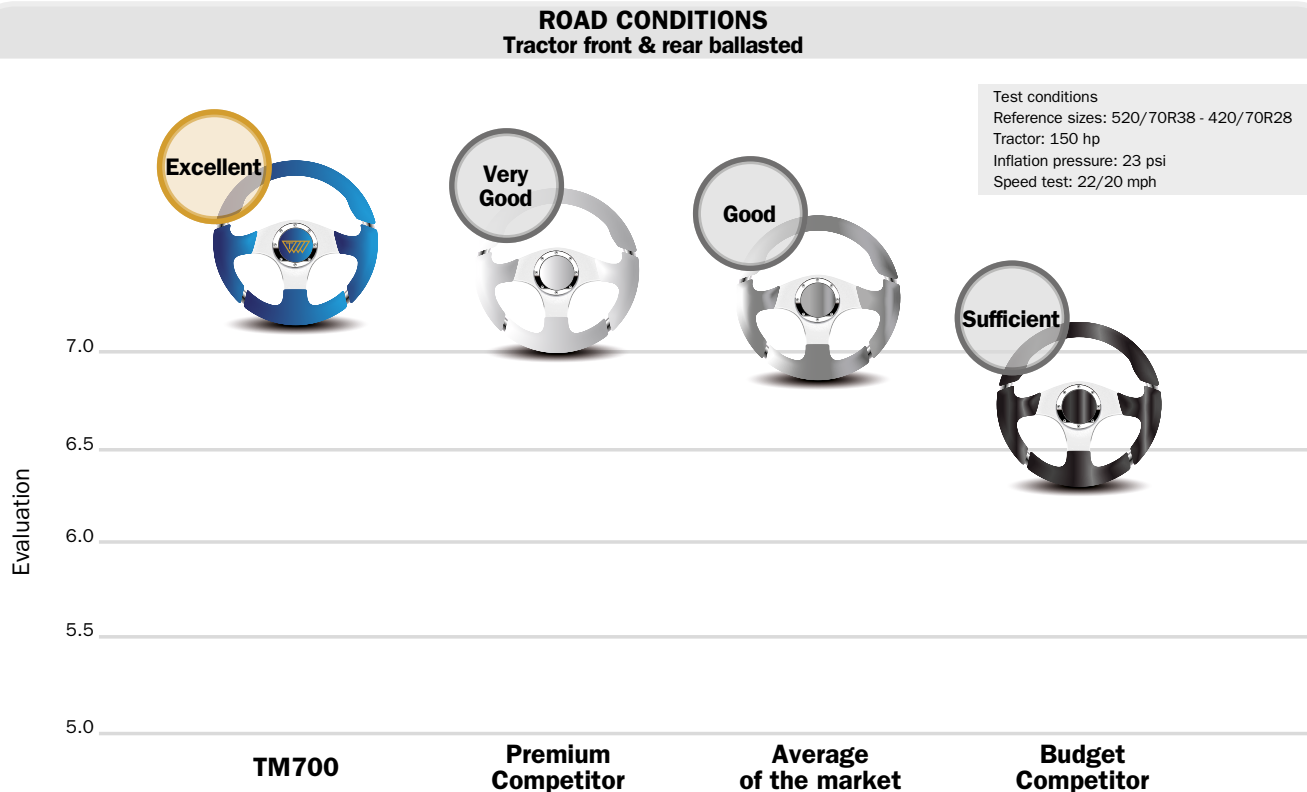 ROAD CONDITIONS
Tractor front & rear ballasted
Test conditions
Reference sizes: 520/70R38 - 420/70R28
Tractor: 150 hp
Inflation pressure: 23 psi
Speed test: 22/20 mph
Excellent
Very
Good
Good
Sufficient
7.0
6.5
6.0
5.5
5.0
Evaluation
TM700
Premium
Competitor
Average
of the market
Budget
Competitor